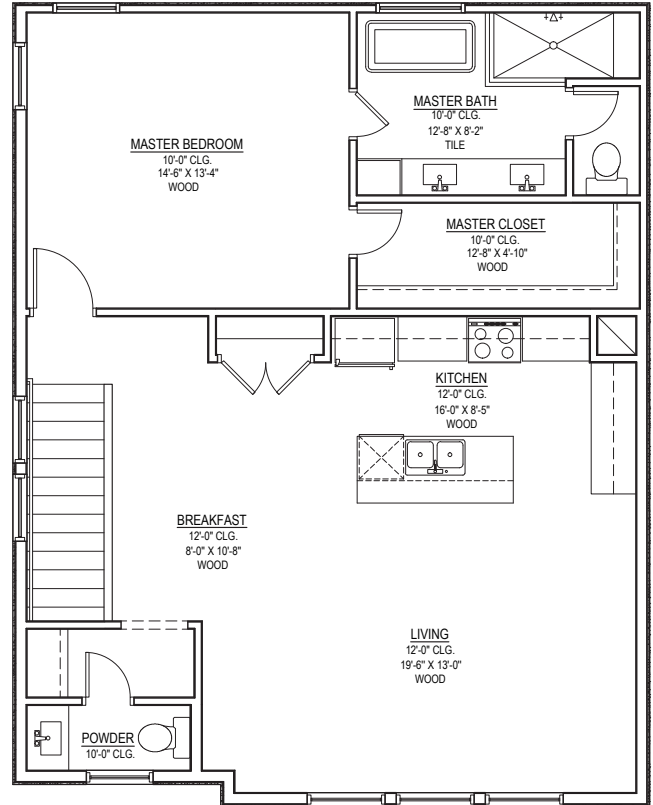 MASTER BATH
10'-0" CLG.
12'-8" X 8'-2"
TILE
MASTER BEDROOM
10'-0" CLG.
14'-6" X 13'-4"
WOOD
MASTER CLOSET
10'-0" CLG.
12'-8" X 4'-10"
WOOD
KITCHEN
12'-0" CLG.
16'-0" X 8'-5"
WOOD
BREAKFAST
12'-0" CLG.
8'-0" X 10'-8"
WOOD
LIVING
12'-0" CLG.
19'-6" X 13'-0"
WOOD
POWDER
10'-0" CLG.